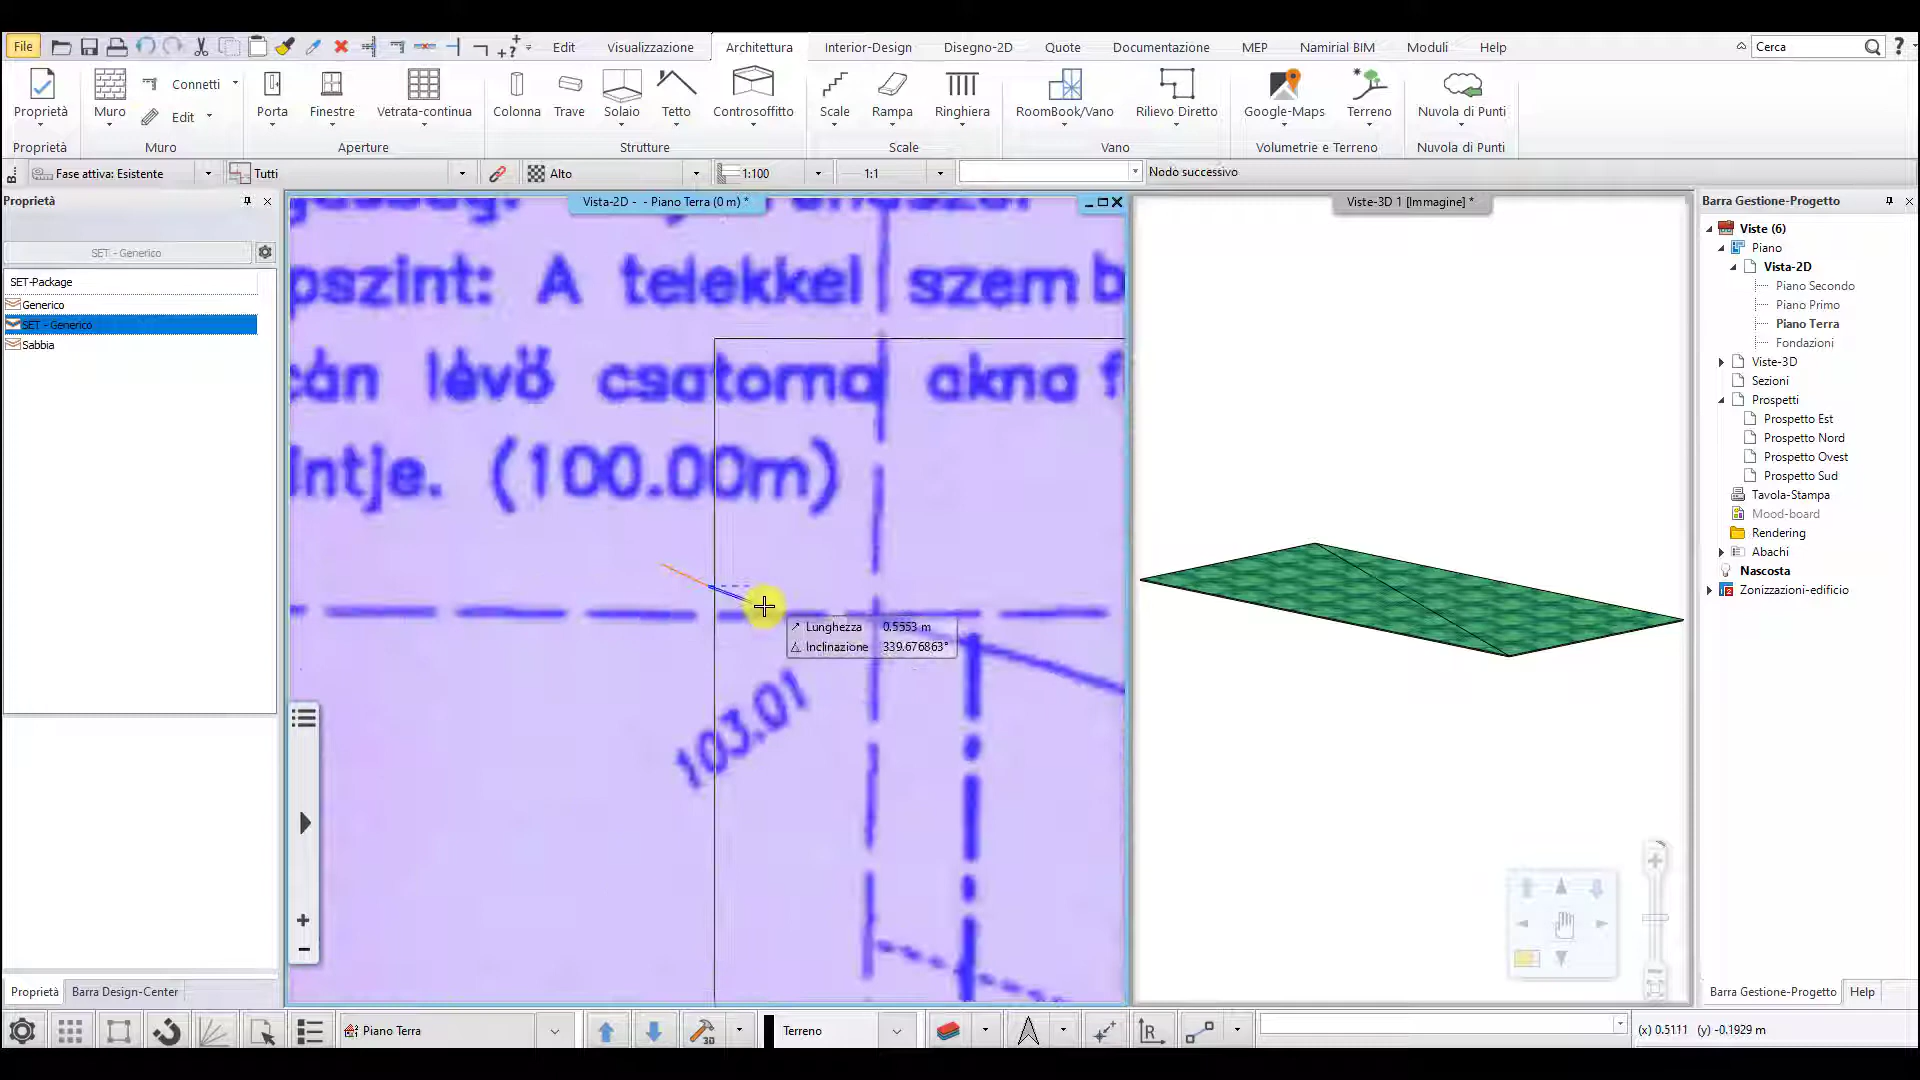 File
Edit
Visualizzazione
Architettura
Interior-Design
Disegno-2D
Quote
Documentazione
MEP
Namirial BIM
Moduli
Help
Cerca
?
Connetti
Edit
Proprietà
Muro
Porta
Finestre
Vetrata-continua
Colonna
Trave
Solaio
Tetto
Controsoffitto
Scale
Rampa
Ringhiera
RoomBook/Vano
Rilievo Diretto
Google-Maps
Terreno
Nuvola di Punti
Proprietà
Muro
Aperture
Strutture
Scale
Vano
Volumetrie e Terreno
Nuvola di Punti
Fase attiva: Esistente
Tutti
Alto
1:100
1:1
Nodo successivo
Proprietà
SET - Generico
SET-Package
Generico
SET - Generico
Sabbia
Proprietà
Barra Design-Center
Vista-2D - - Piano Terra (0 m) *
pszint: A telekkel szem b
cán lévő csatorna akna f
intje. (100.00m)
Lunghezza 0.5553 m
Inclinazione 339.676863°
103.01
Viste-3D 1 [Immagine] *
Barra Gestione-Progetto
Viste (6)
Piano
Vista-2D
Piano Secondo
Piano Primo
Piano Terra
Fondazioni
Viste-3D
Sezioni
Prospetti
Prospetto Est
Prospetto Nord
Prospetto Ovest
Prospetto Sud
Tavola-Stampa
Mood-board
Rendering
Abachi
Nascosta
Zonizzazioni-edificio
Barra Gestione-Progetto
Help
Piano Terra
3D
Terreno
R
(x) 0.5111 (y) -0.1929 m